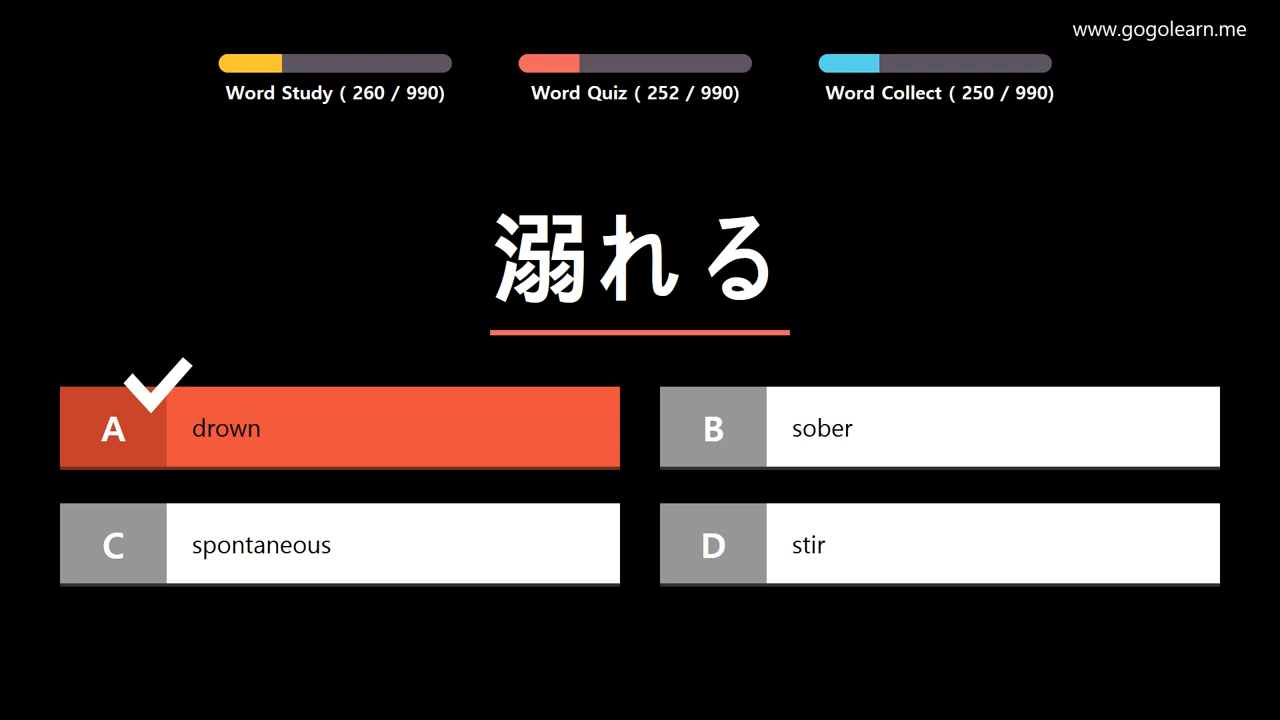 www.gogolearn.me
Word Study ( 260 / 990)
Word Quiz ( 252 / 990)
Word Collect ( 250 / 990)
溺れる
A drown
B sober
C spontaneous
D stir